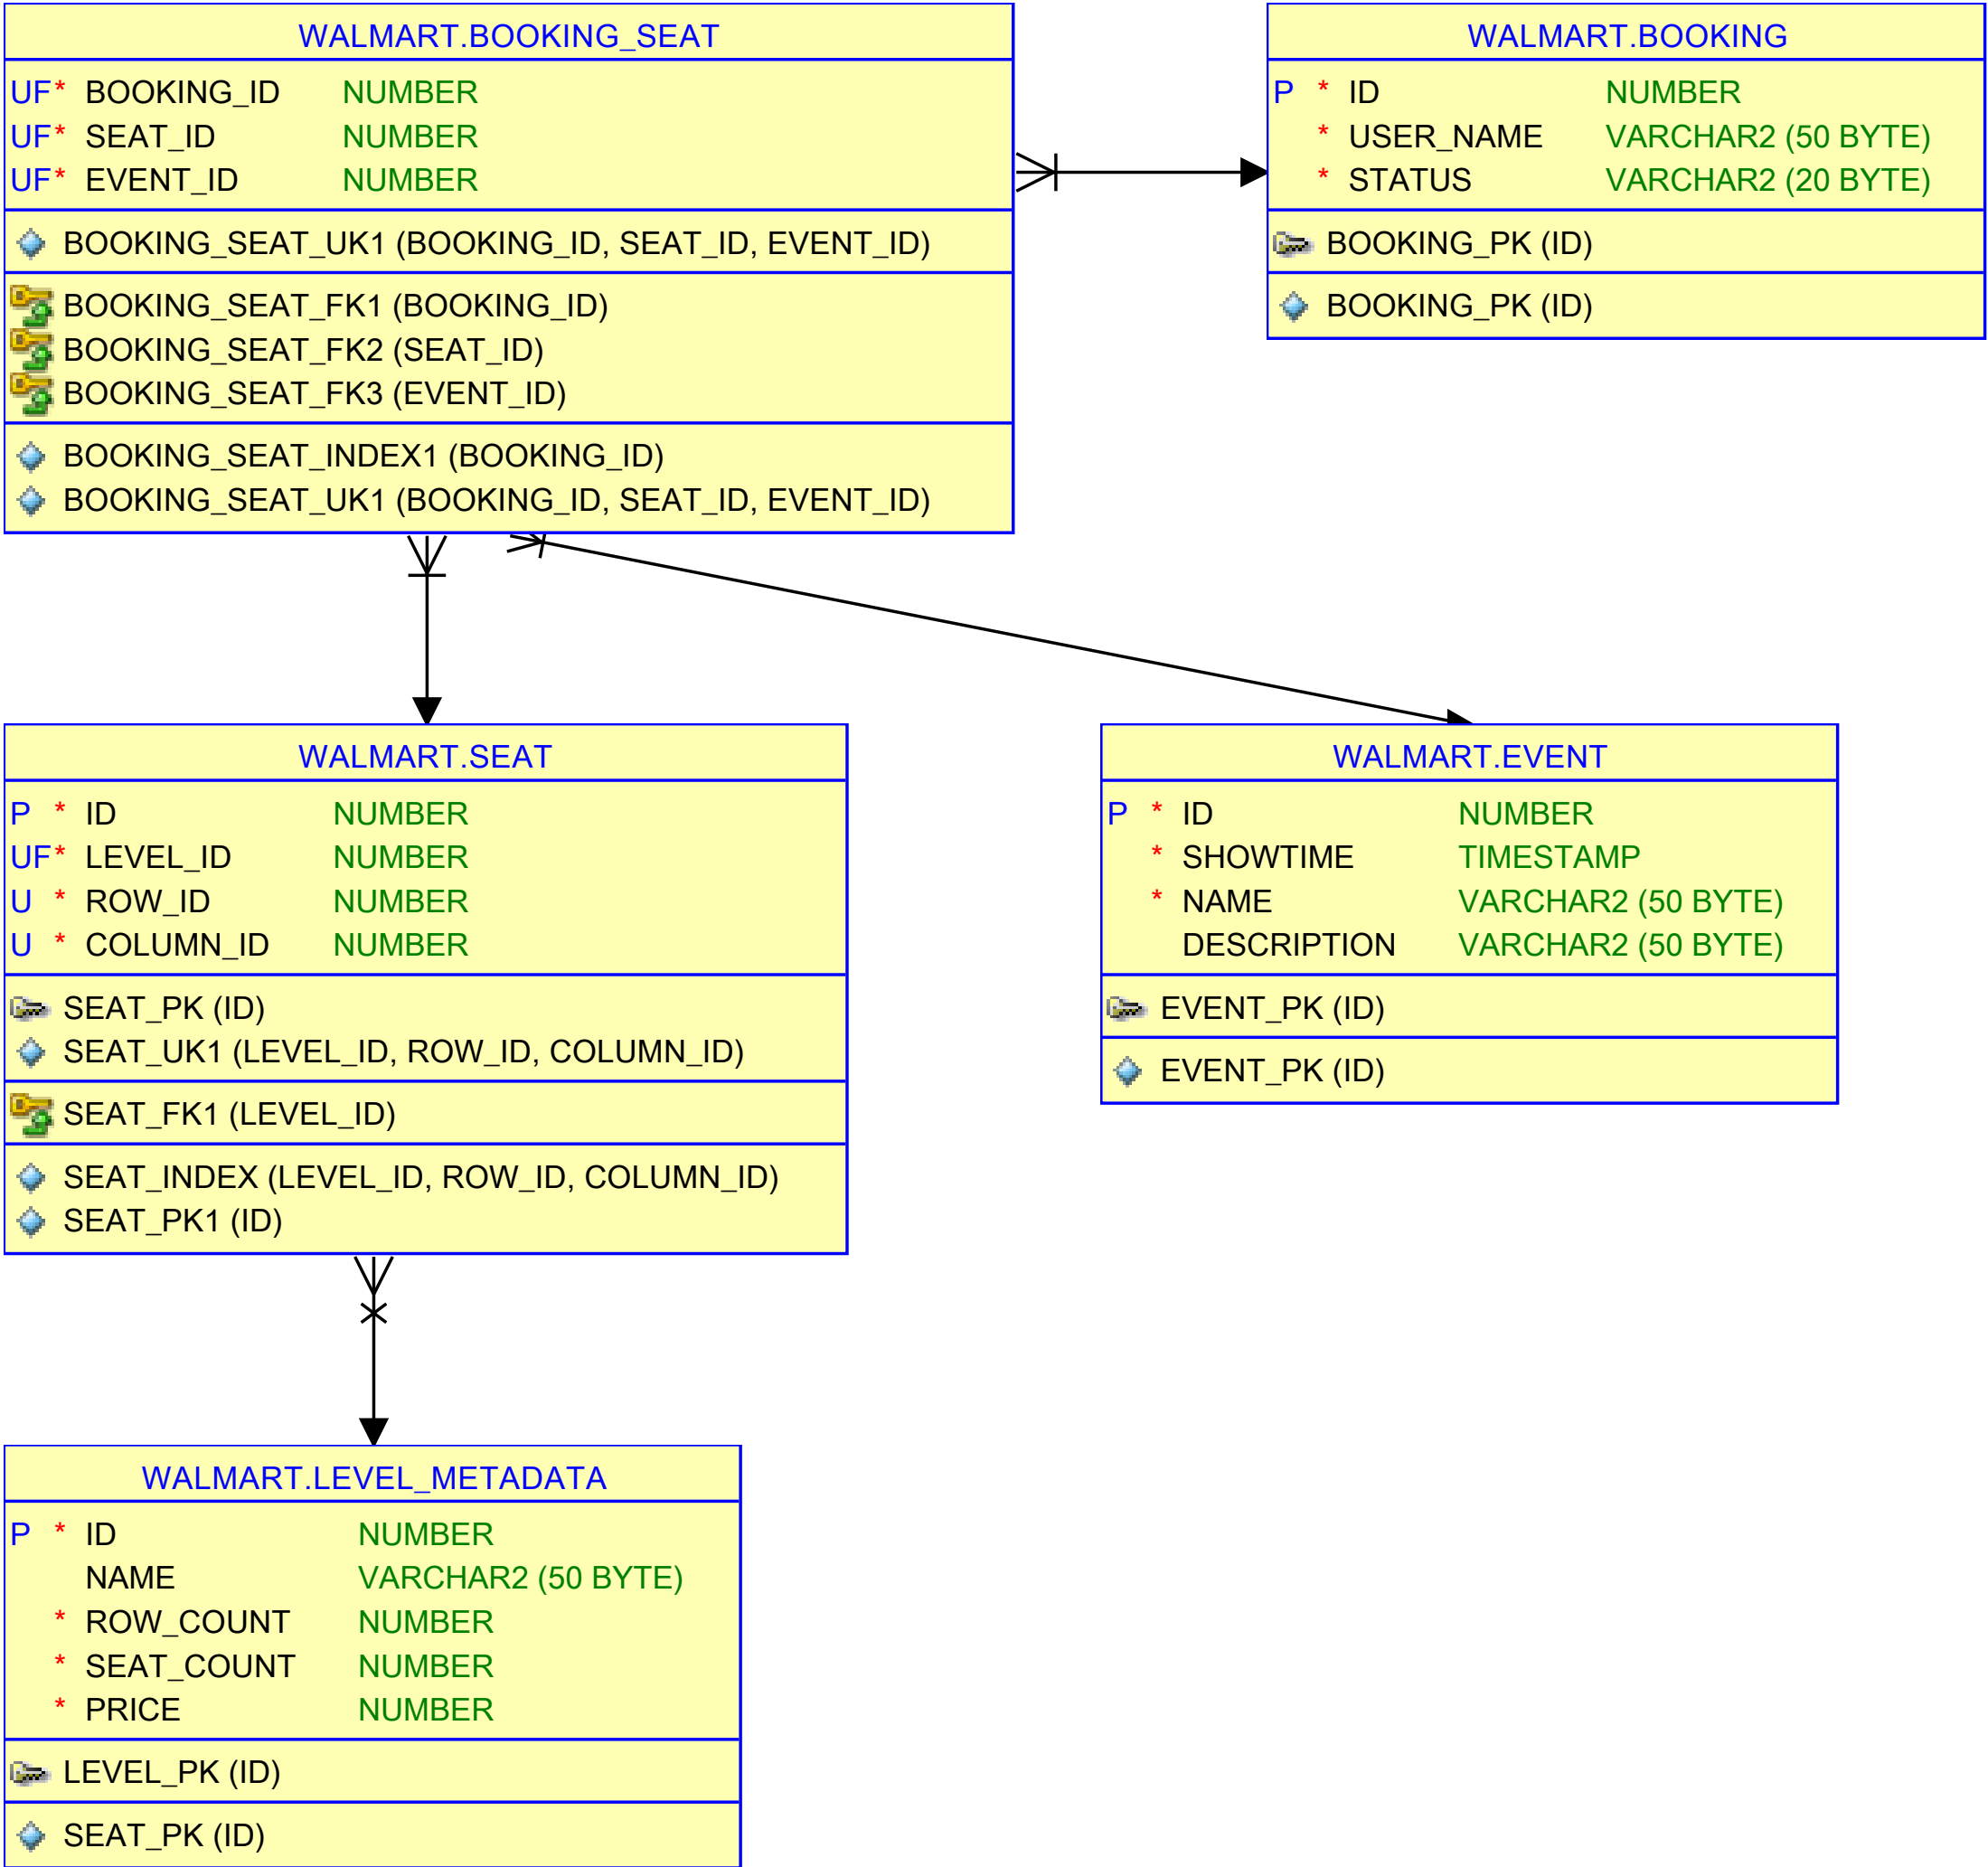 WALMART.BOOKING_SEAT
UF* BOOKING_ID NUMBER
UF* SEAT_ID NUMBER
UF* EVENT_ID NUMBER
BOOKING_SEAT_UK1 (BOOKING_ID, SEAT_ID, EVENT_ID)
BOOKING_SEAT_FK1 (BOOKING_ID)
BOOKING_SEAT_FK2 (SEAT_ID)
BOOKING_SEAT_FK3 (EVENT_ID)
BOOKING_SEAT_INDEX1 (BOOKING_ID)
BOOKING_SEAT_UK1 (BOOKING_ID, SEAT_ID, EVENT_ID)
WALMART.BOOKING
P * ID NUMBER
* USER_NAME VARCHAR2 (50 BYTE)
* STATUS VARCHAR2 (20 BYTE)
BOOKING_PK (ID)
BOOKING_PK (ID)
WALMART.SEAT
P * ID NUMBER
UF* LEVEL_ID NUMBER
U * ROW_ID NUMBER
U * COLUMN_ID NUMBER
SEAT_PK (ID)
SEAT_UK1 (LEVEL_ID, ROW_ID, COLUMN_ID)
SEAT_FK1 (LEVEL_ID)
SEAT_INDEX (LEVEL_ID, ROW_ID, COLUMN_ID)
SEAT_PK1 (ID)
WALMART.EVENT
P * ID NUMBER
* SHOWTIME TIMESTAMP
* NAME VARCHAR2 (50 BYTE)
DESCRIPTION VARCHAR2 (50 BYTE)
EVENT_PK (ID)
EVENT_PK (ID)
WALMART.LEVEL_METADATA
P * ID NUMBER
NAME VARCHAR2 (50 BYTE)
* ROW_COUNT NUMBER
* SEAT_COUNT NUMBER
* PRICE NUMBER
LEVEL_PK (ID)
SEAT_PK (ID)